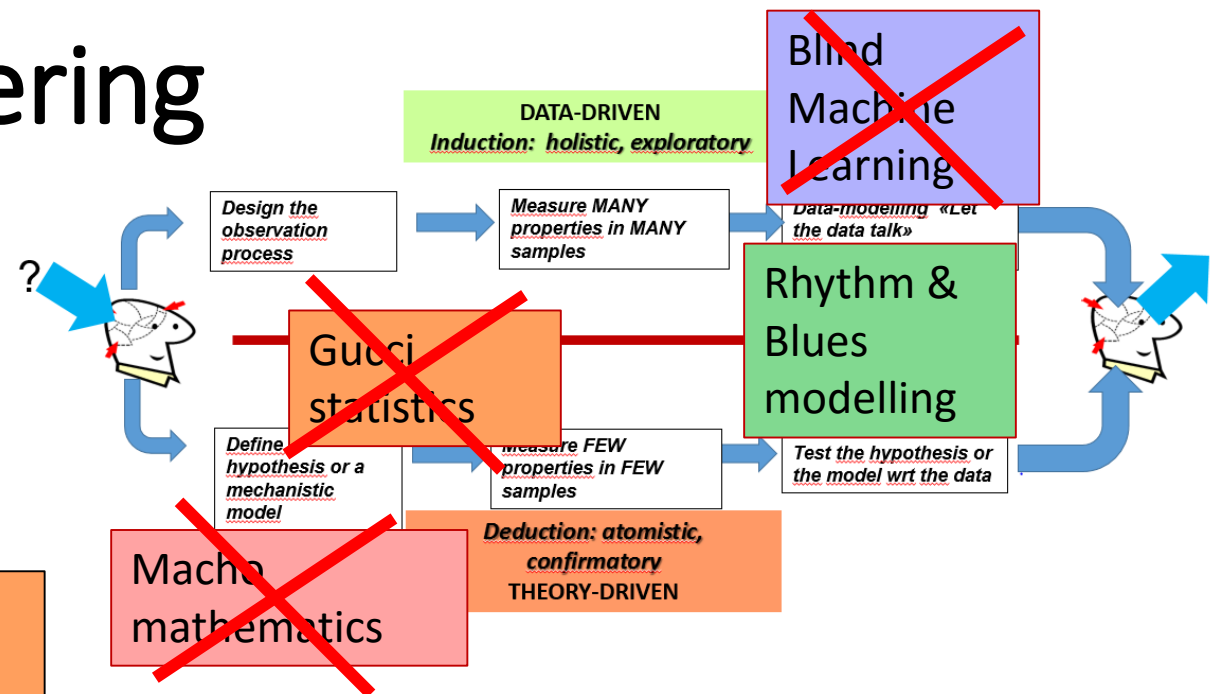 ering
DATA-DRIVEN
Induction: holistic, exploratory
Blind
Machine
Learning
Design the
observation
process
Measure MANY
properties in MANY
samples
Data-modelling «Let
the data talk»
?
Gucci
statistics
Rhythm &
Blues
modelling
Define
hypothesis or a
mechanistic
model
Measure FEW
properties in FEW
samples
Test the hypothesis or
the model wrt the data
Macho
mathematics
Deduction: atomistic,
confirmatory
THEORY-DRIVEN